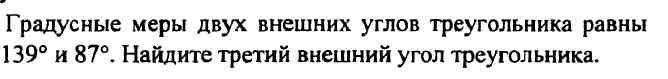 Градусные меры двух внешних углов треугольника равны
139° и 87°. Найдите третий внешний угол треугольника.